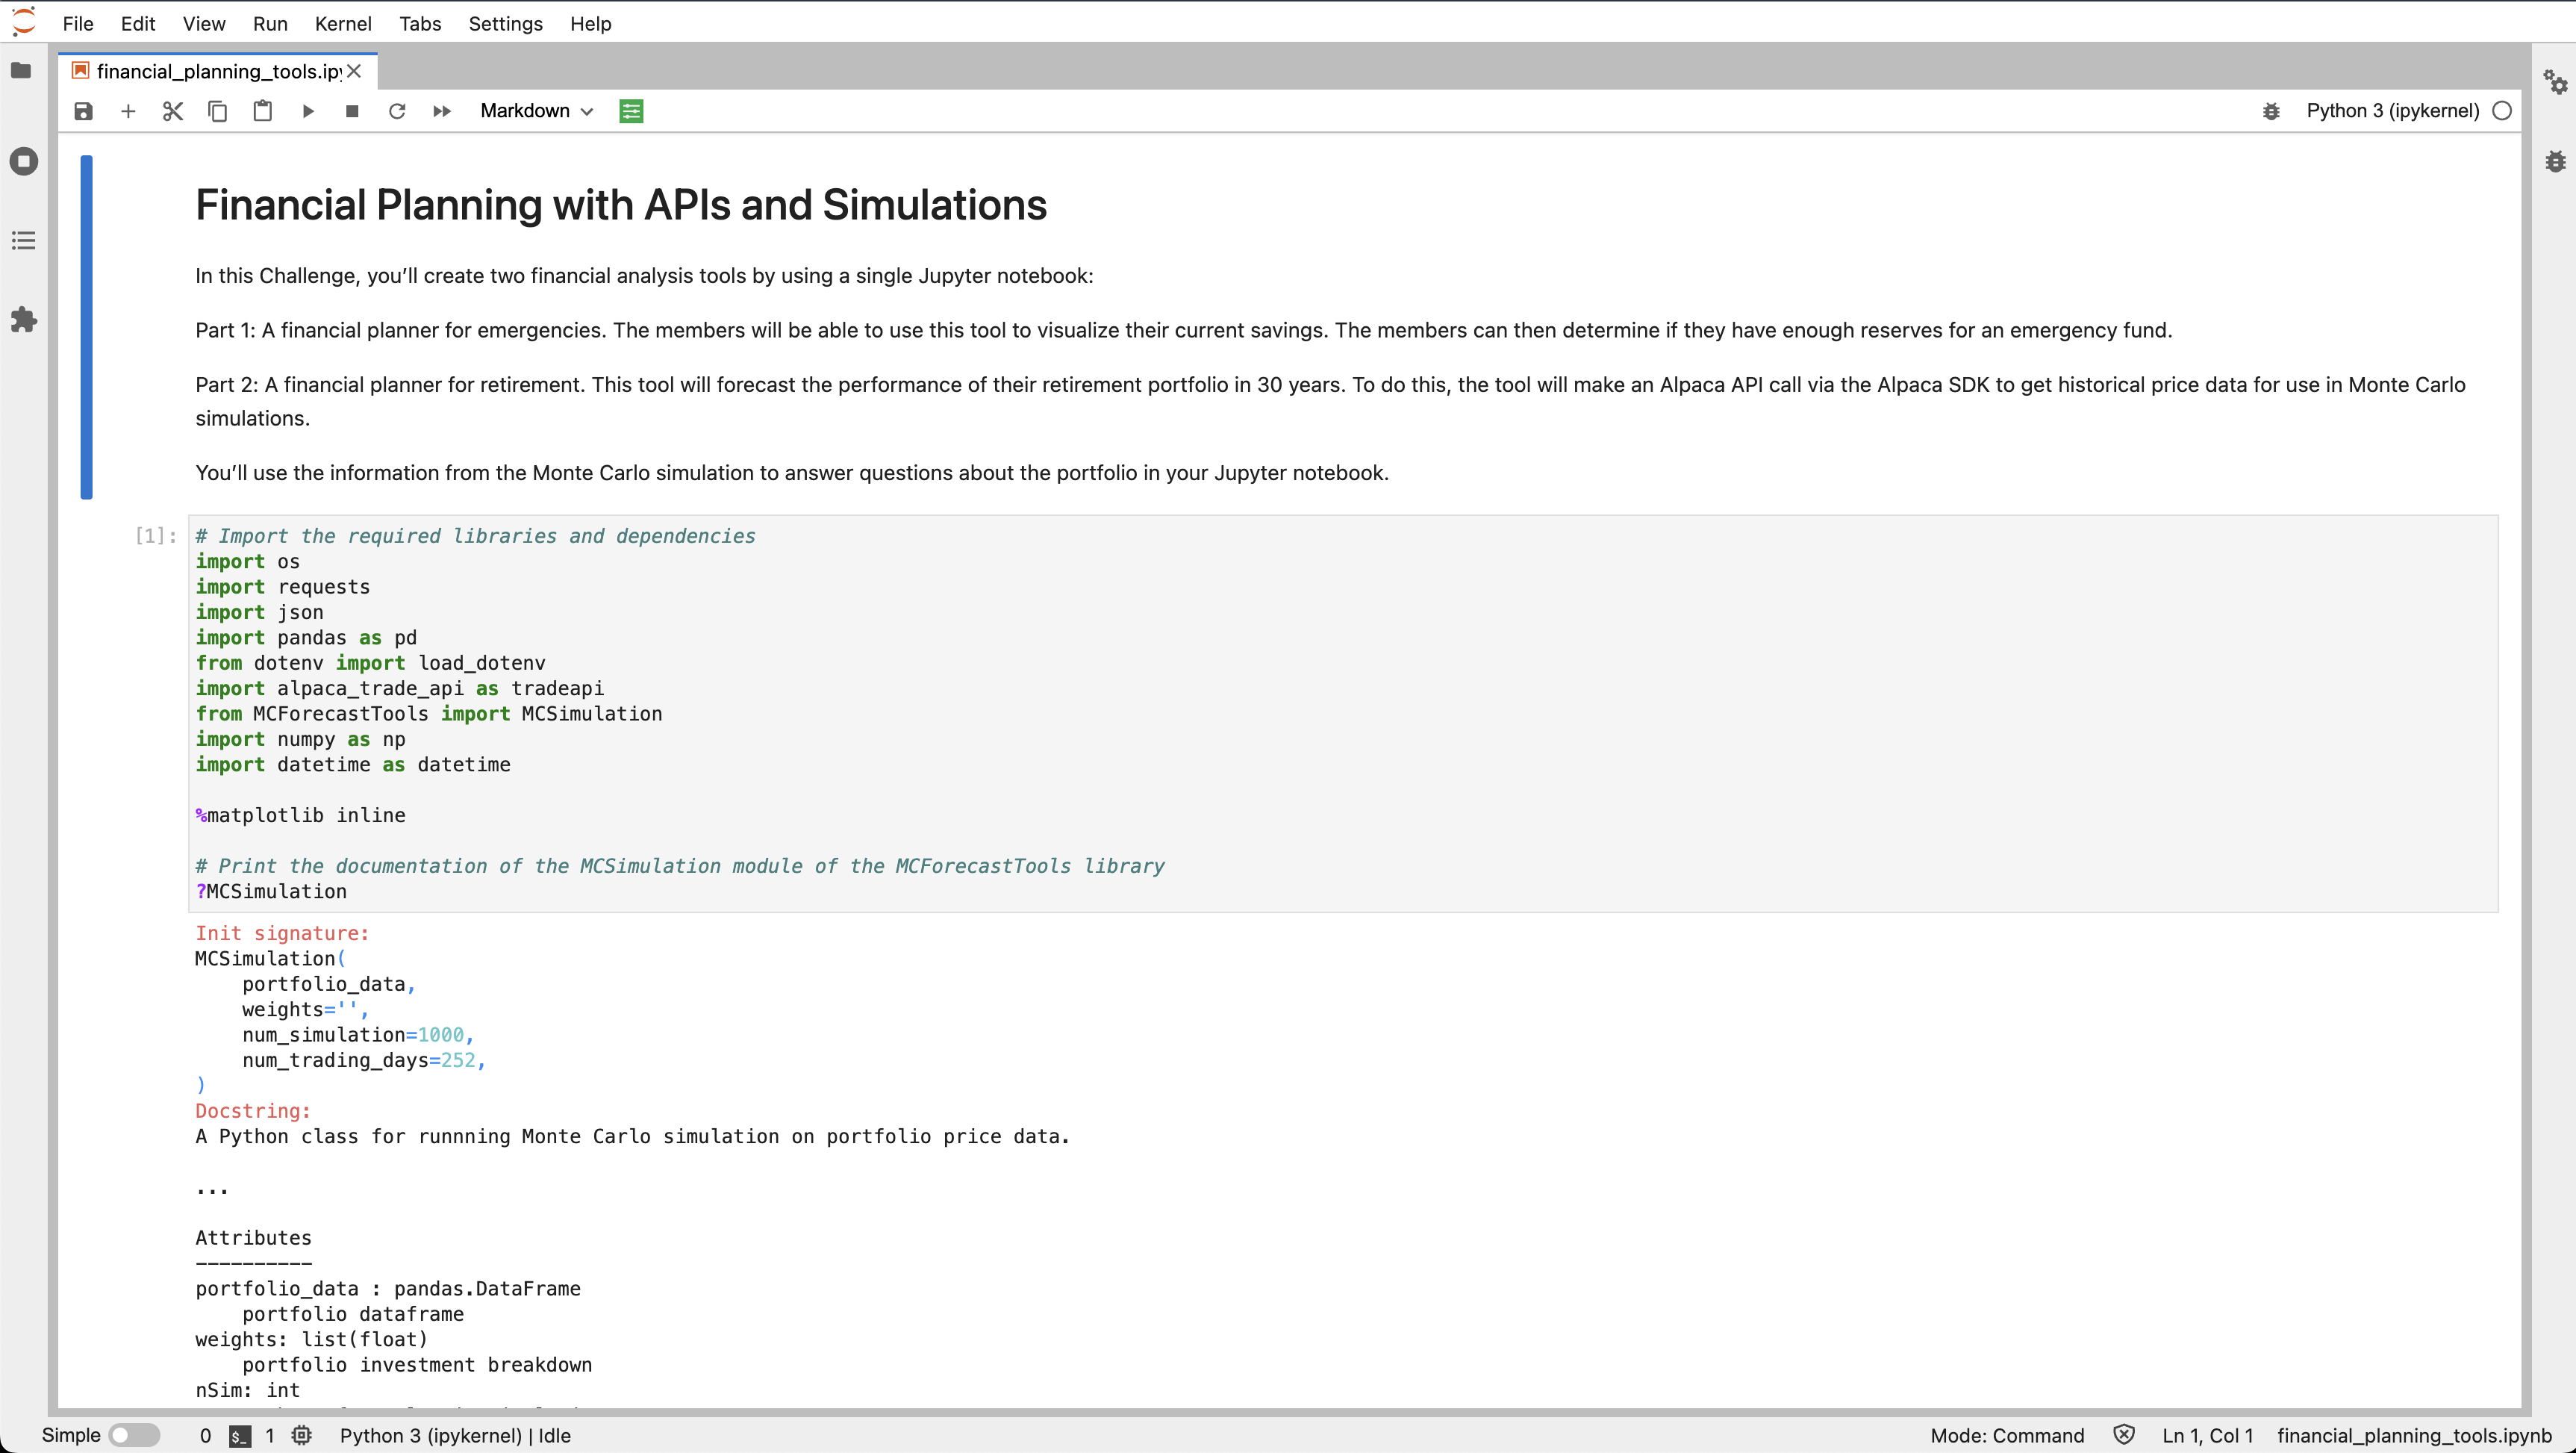 File Edit View Run Kernel Tabs Settings Help
financial_planning_tools.ipy
Markdown
Python 3 (ipykernel)
Financial Planning with APIs and Simulations
In this Challenge, you’ll create two financial analysis tools by using a single Jupyter notebook:
Part 1: A financial planner for emergencies. The members will be able to use this tool to visualize their current savings. The members can then determine if they have enough reserves for an emergency fund.
Part 2: A financial planner for retirement. This tool will forecast the performance of their retirement portfolio in 30 years. To do this, the tool will make an Alpaca API call via the Alpaca SDK to get historical price data for use in Monte Carlo
simulations.
You’ll use the information from the Monte Carlo simulation to answer questions about the portfolio in your Jupyter notebook.
[1]: # Import the required libraries and dependencies
import os
import requests
import json
import pandas as pd
from dotenv import load_dotenv
import alpaca_trade_api as tradeapi
from MCForecastTools import MCSimulation
import numpy as np
import datetime as datetime
%matplotlib inline
# Print the documentation of the MCSimulation module of the MCForecastTools library
?MCSimulation
Init signature:
MCSimulation(
    portfolio_data,
    weights='',
    num_simulation=1000,
    num_trading_days=252,
)
Docstring:
A Python class for runnning Monte Carlo simulation on portfolio price data.
...
Attributes
----------
portfolio_data : pandas.DataFrame
    portfolio dataframe
weights: list(float)
    portfolio investment breakdown
nSim: int
Simple 0 $_ 1 Python 3 (ipykernel) | Idle Mode: Command Ln 1, Col 1 financial_planning_tools.ipynb